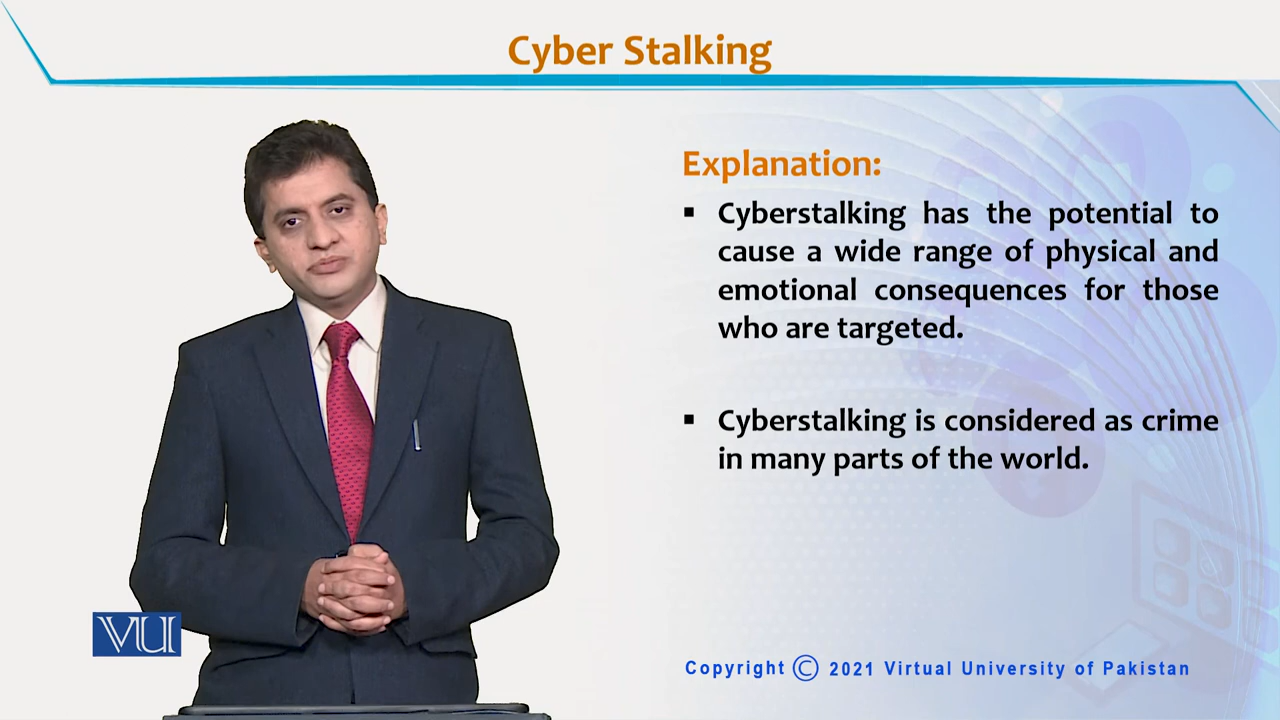 Cyber Stalking
Explanation:
▪ Cyberstalking has the potential to
cause a wide range of physical and
emotional consequences for those
who are targeted.
▪ Cyberstalking is considered as crime
in many parts of the world.
VU
Copyright © 2021 Virtual University of Pakistan